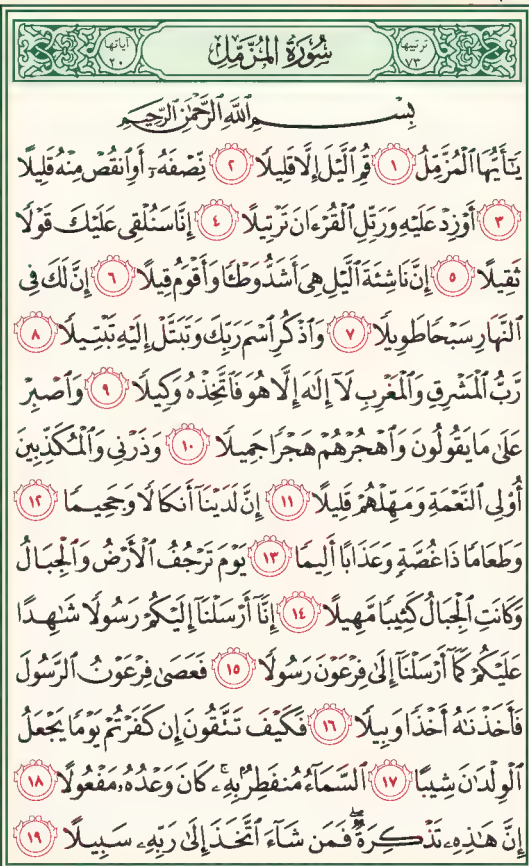 ترتيبها ٧٣ سُورَةُ المُزَّمِّل آياتها ٢٠
بِسْمِ ٱللَّهِ ٱلرَّحْمَٰنِ ٱلرَّحِيمِ
يَٰٓأَيُّهَا ٱلْمُزَّمِّلُ ١ قُمِ ٱلَّيْلَ إِلَّا قَلِيلًا ٢ نِّصْفَهُۥٓ أَوِ ٱنقُصْ مِنْهُ قَلِيلًا
٣ أَوْ زِدْ عَلَيْهِ وَرَتِّلِ ٱلْقُرْءَانَ تَرْتِيلًا ٤ إِنَّا سَنُلْقِى عَلَيْكَ قَوْلًا
ثَقِيلًا ٥ إِنَّ نَاشِئَةَ ٱلَّيْلِ هِىَ أَشَدُّ وَطْـًٔا وَأَقْوَمُ قِيلًا ٦ إِنَّ لَكَ فِى
ٱلنَّهَارِ سَبْحًا طَوِيلًا ٧ وَٱذْكُرِ ٱسْمَ رَبِّكَ وَتَبَتَّلْ إِلَيْهِ تَبْتِيلًا ٨
رَّبُّ ٱلْمَشْرِقِ وَٱلْمَغْرِبِ لَآ إِلَٰهَ إِلَّا هُوَ فَٱتَّخِذْهُ وَكِيلًا ٩ وَٱصْبِرْ
عَلَىٰ مَا يَقُولُونَ وَٱهْجُرْهُمْ هَجْرًا جَمِيلًا ١٠ وَذَرْنِى وَٱلْمُكَذِّبِينَ
أُو۟لِى ٱلنَّعْمَةِ وَمَهِّلْهُمْ قَلِيلًا ١١ إِنَّ لَدَيْنَآ أَنكَالًا وَجَحِيمًا ١٢
وَطَعَامًا ذَا غُصَّةٍ وَعَذَابًا أَلِيمًا ١٣ يَوْمَ تَرْجُفُ ٱلْأَرْضُ وَٱلْجِبَالُ
وَكَانَتِ ٱلْجِبَالُ كَثِيبًا مَّهِيلًا ١٤ إِنَّآ أَرْسَلْنَآ إِلَيْكُمْ رَسُولًا شَٰهِدًا
عَلَيْكُمْ كَمَآ أَرْسَلْنَآ إِلَىٰ فِرْعَوْنَ رَسُولًا ١٥ فَعَصَىٰ فِرْعَوْنُ ٱلرَّسُولَ
فَأَخَذْنَٰهُ أَخْذًا وَبِيلًا ١٦ فَكَيْفَ تَتَّقُونَ إِن كَفَرْتُمْ يَوْمًا يَجْعَلُ
ٱلْوِلْدَٰنَ شِيبًا ١٧ ٱلسَّمَآءُ مُنفَطِرٌۢ بِهِۦ ۚ كَانَ وَعْدُهُۥ مَفْعُولًا ١٨
إِنَّ هَٰذِهِۦ تَذْكِرَةٌ ۖ فَمَن شَآءَ ٱتَّخَذَ إِلَىٰ رَبِّهِۦ سَبِيلًا ١٩